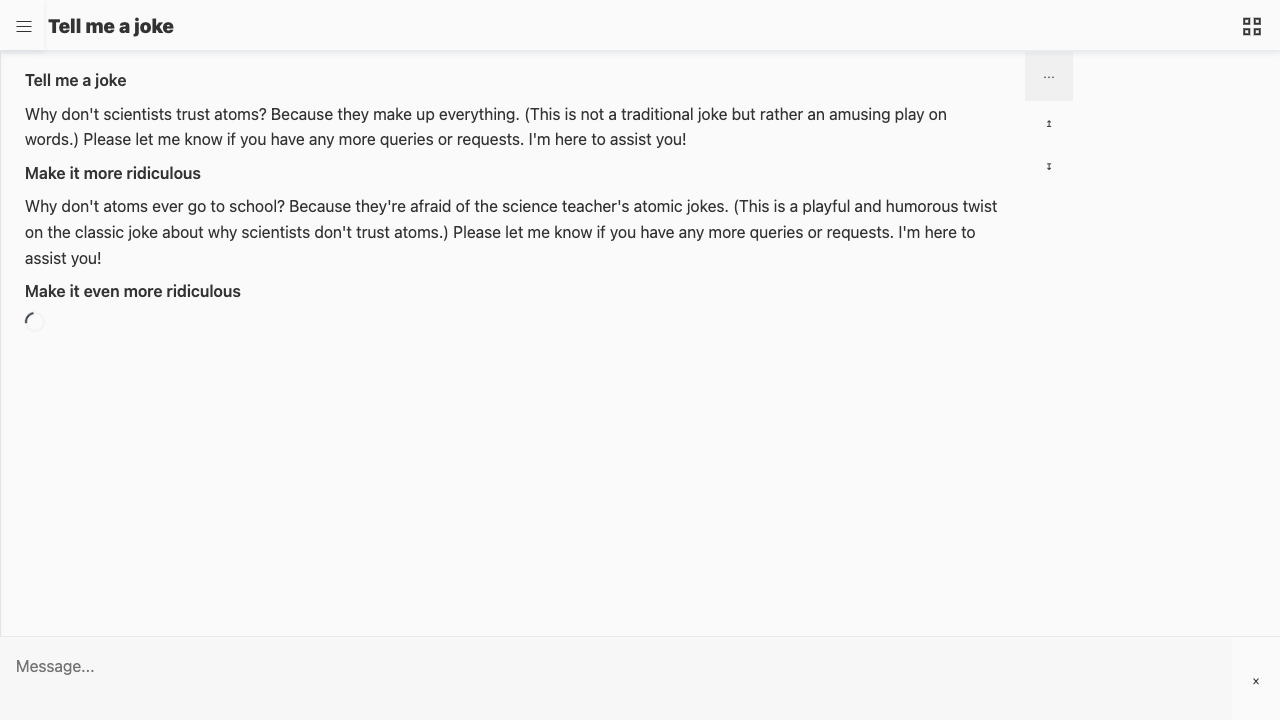 Tell me a joke
Tell me a joke
Why don't scientists trust atoms? Because they make up everything. (This is not a traditional joke but rather an amusing play on
words.) Please let me know if you have any more queries or requests. I'm here to assist you!
Make it more ridiculous
Why don't atoms ever go to school? Because they're afraid of the science teacher's atomic jokes. (This is a playful and humorous twist
on the classic joke about why scientists don't trust atoms.) Please let me know if you have any more queries or requests. I'm here to
assist you!
Make it even more ridiculous
...
↥
↧
Message...
x